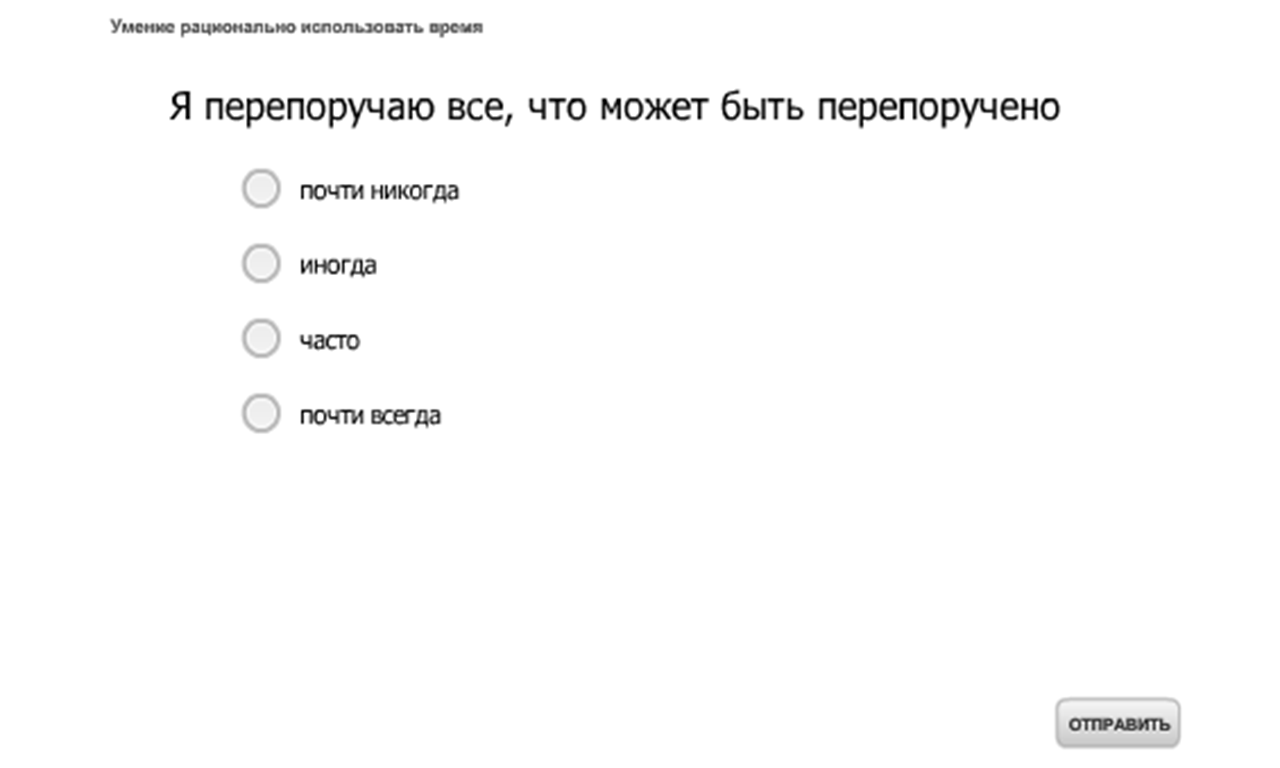 Умение рационально использовать время
Я перепоручаю все, что может быть перепоручено
почти никогда
иногда
часто
почти всегда
ОТПРАВИТЬ